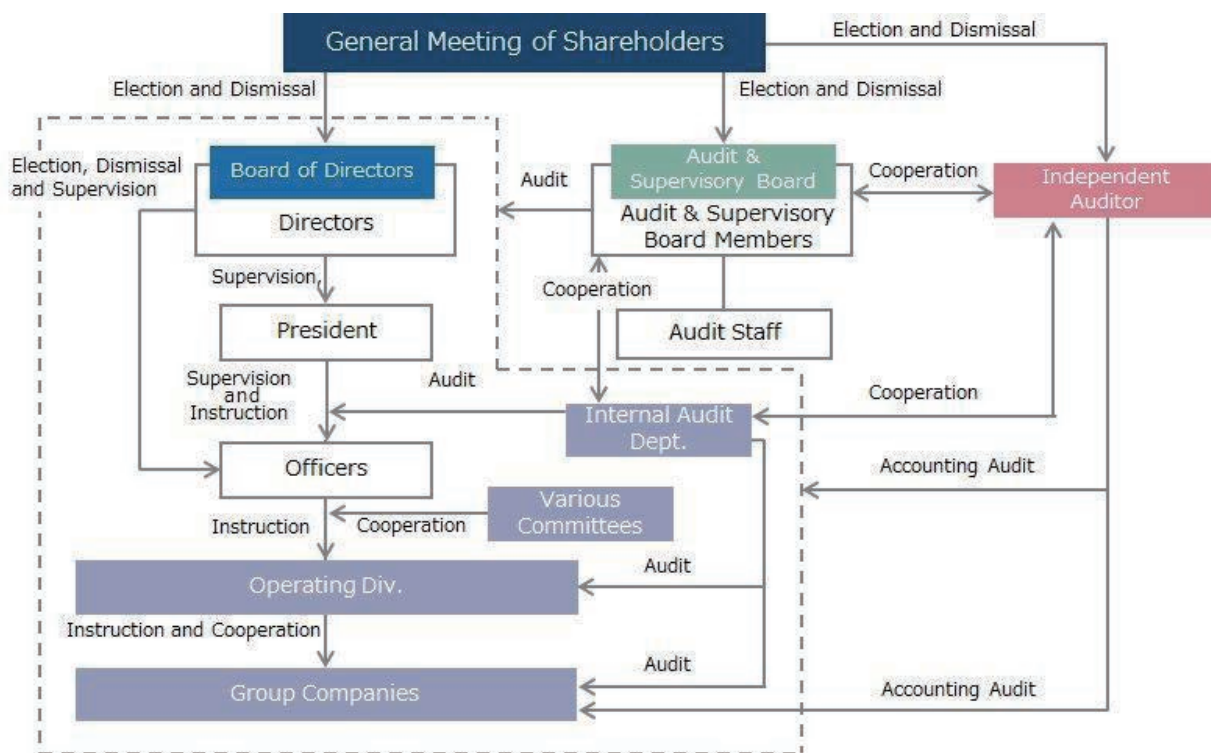 General Meeting of Shareholders
Election and Dismissal
Election and Dismissal
Election and Dismissal
Election, Dismissal
and Supervision
Board of Directors
Directors
Audit
Audit &
Supervisory Board
Audit & Supervisory
Board Members
Cooperation
Independent
Auditor
Supervision,
Cooperation
President
Audit Staff
Supervision
and
Instruction
Audit
Internal Audit
Dept.
Cooperation
Officers
Accounting Audit
Instruction
Cooperation
Various
Committees
Operating Div.
Audit
Instruction and Cooperation
Group Companies
Audit
Accounting Audit